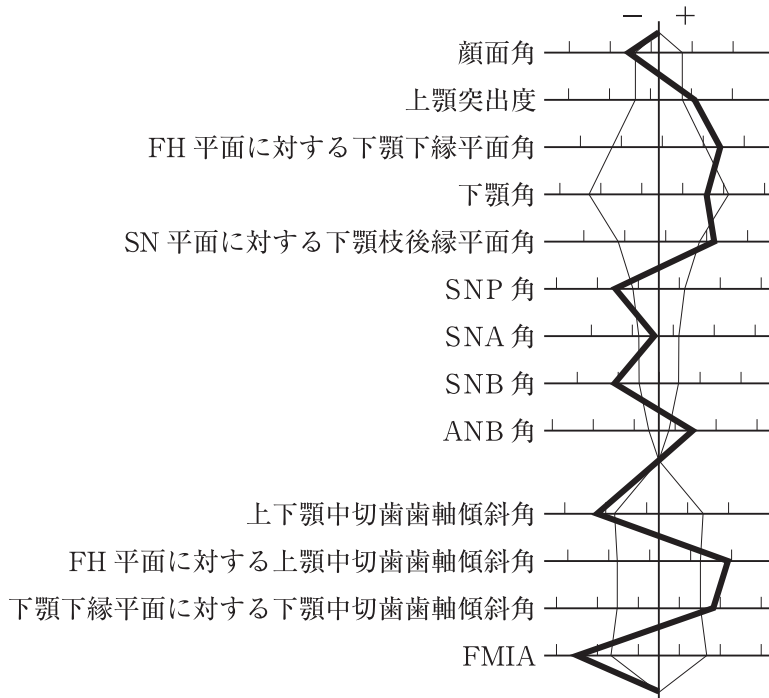 − +
顔面角
上顎突出度
FH 平面に対する下顎下縁平面角
下顎角
SN 平面に対する下顎枝後縁平面角
SNP 角
SNA 角
SNB 角
ANB 角
上下顎中切歯歯軸傾斜角
FH 平面に対する上顎中切歯歯軸傾斜角
下顎下縁平面に対する下顎中切歯歯軸傾斜角
FMIA